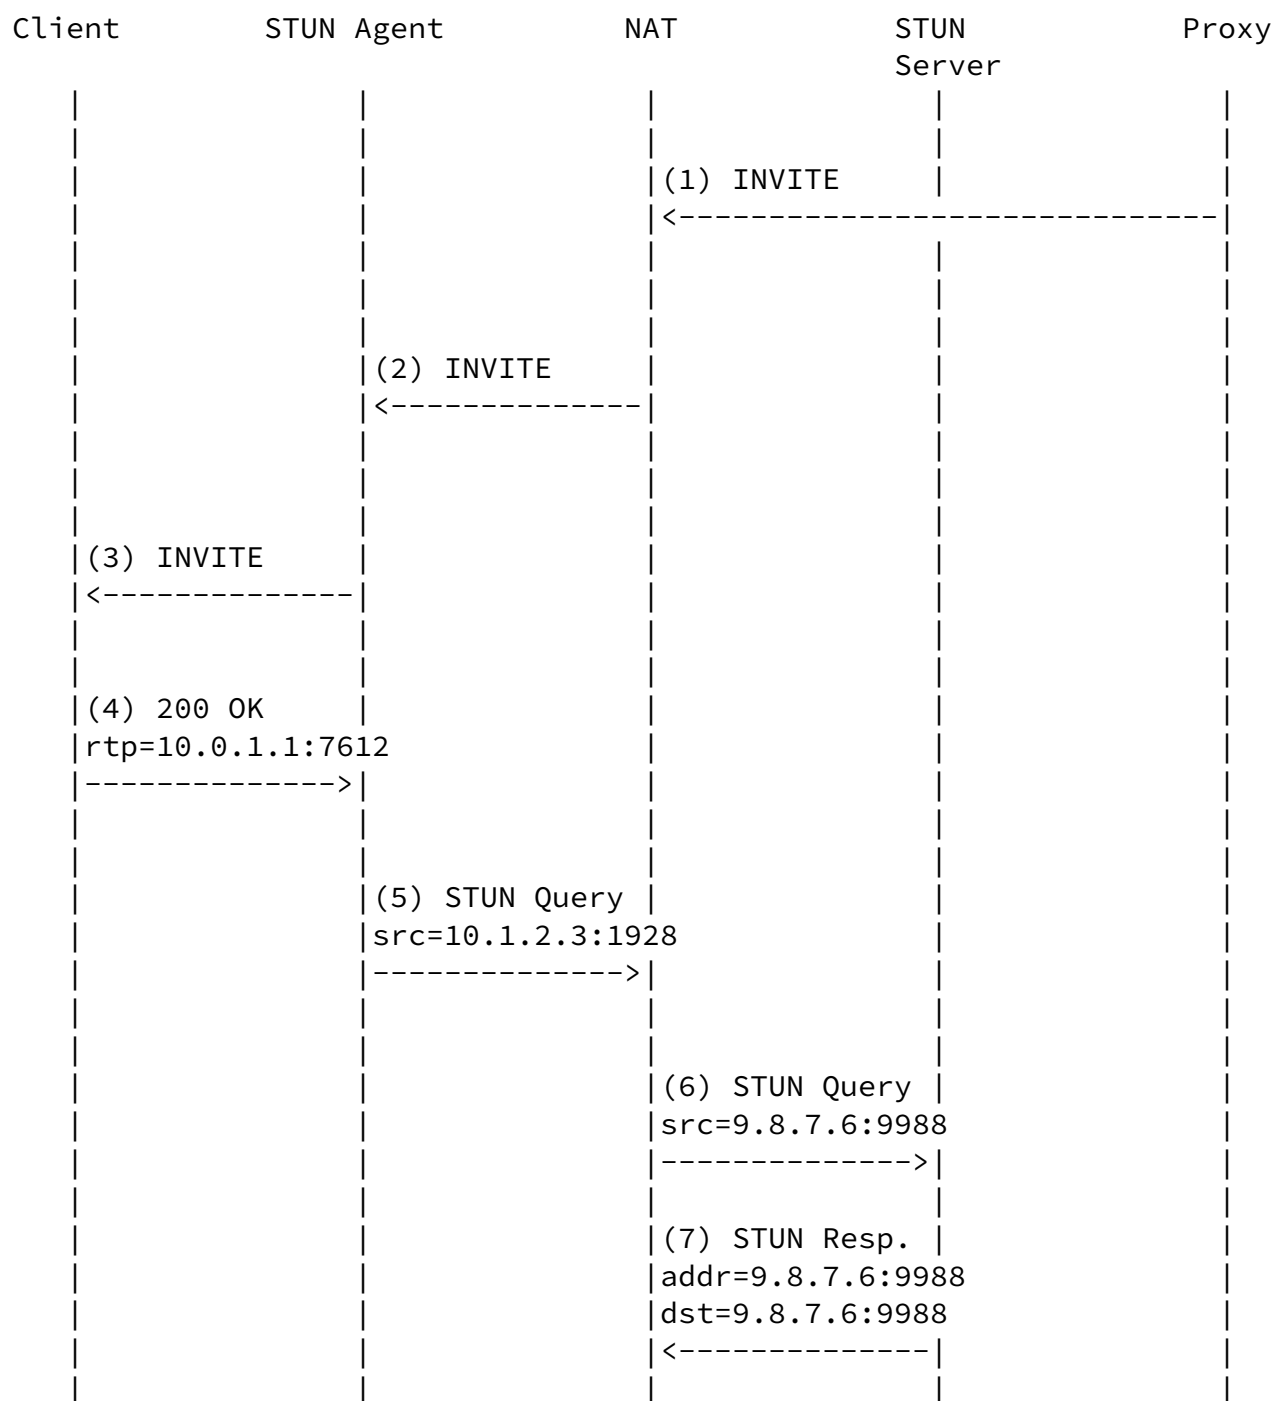 Client STUN Agent NAT STUN Proxy
Server
(1) INVITE
(2) INVITE
(3) INVITE
(4) 200 OK
rtp=10.0.1.1:7612
(5) STUN Query
src=10.1.2.3:1928
(6) STUN Query
src=9.8.7.6:9988
(7) STUN Resp.
addr=9.8.7.6:9988
dst=9.8.7.6:9988